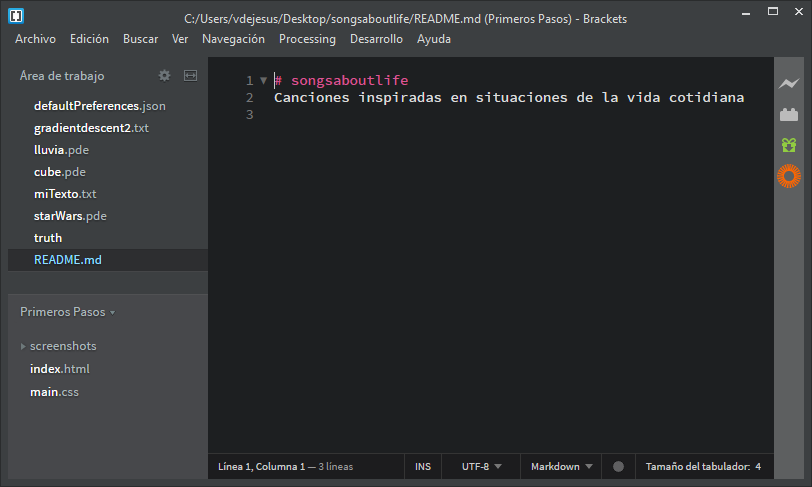 C:/Users/vdejesus/Desktop/songsaboutlife/README.md (Primeros Pasos) - Brackets
Archivo Edición Buscar Ver Navegación Processing Desarrollo Ayuda
Área de trabajo
defaultPreferences.json
gradientdescent2.txt
lluvia.pde
cube.pde
miTexto.txt
starWars.pde
truth
README.md
Primeros Pasos
screenshots
index.html
main.css
1 # songsaboutlife
2 Canciones inspiradas en situaciones de la vida cotidiana
3
Línea 1, Columna 1 — 3 líneas INS UTF-8 Markdown Tamaño del tabulador: 4